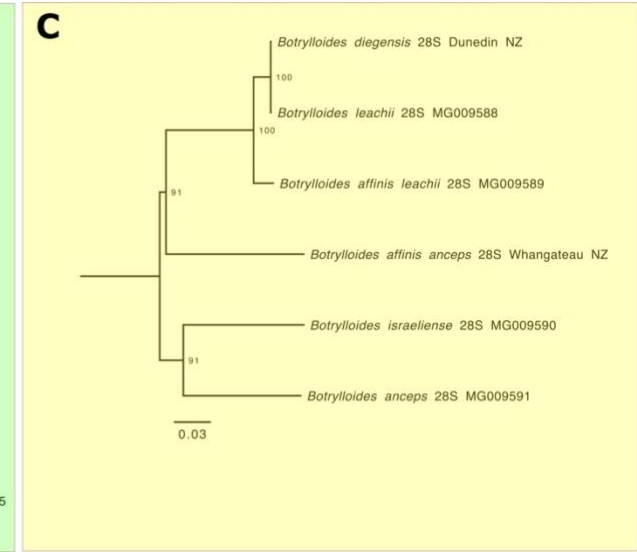 C
Botrylloides diegensis 28S Dunedin NZ
100
Botrylloides leachii 28S MG009588
100
Botrylloides affinis leachii 28S MG009589
91
Botrylloides affinis anceps 28S Whangateau NZ
Botrylloides israeliense 28S MG009590
91
Botrylloides anceps 28S MG009591
0.03
5